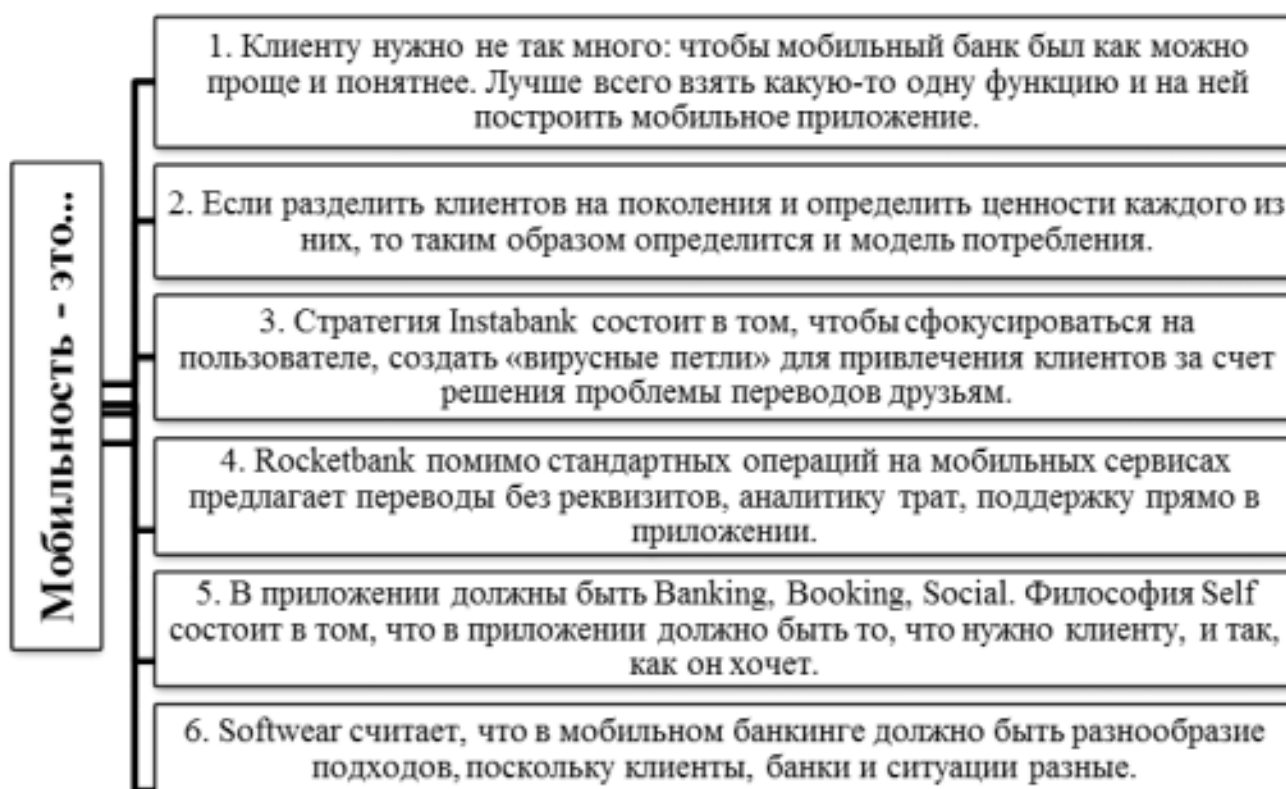 Мобильность - это...
1. Клиенту нужно не так много: чтобы мобильный банк был как можно
проще и понятнее. Лучше всего взять какую-то одну функцию и на ней
построить мобильное приложение.
2. Если разделить клиентов на поколения и определить ценности каждого из
них, то таким образом определится и модель потребления.
3. Стратегия Instabank состоит в том, чтобы сфокусироваться на
пользователе, создать «вирусные петли» для привлечения клиентов за счет
решения проблемы переводов друзьям.
4. Rocketbank помимо стандартных операций на мобильных сервисах
предлагает переводы без реквизитов, аналитику трат, поддержку прямо в
приложении.
5. В приложении должны быть Banking, Booking, Social. Философия Self
состоит в том, что в приложении должно быть то, что нужно клиенту, и так,
как он хочет.
6. Softwear считает, что в мобильном банкинге должно быть разнообразие
подходов, поскольку клиенты, банки и ситуации разные.